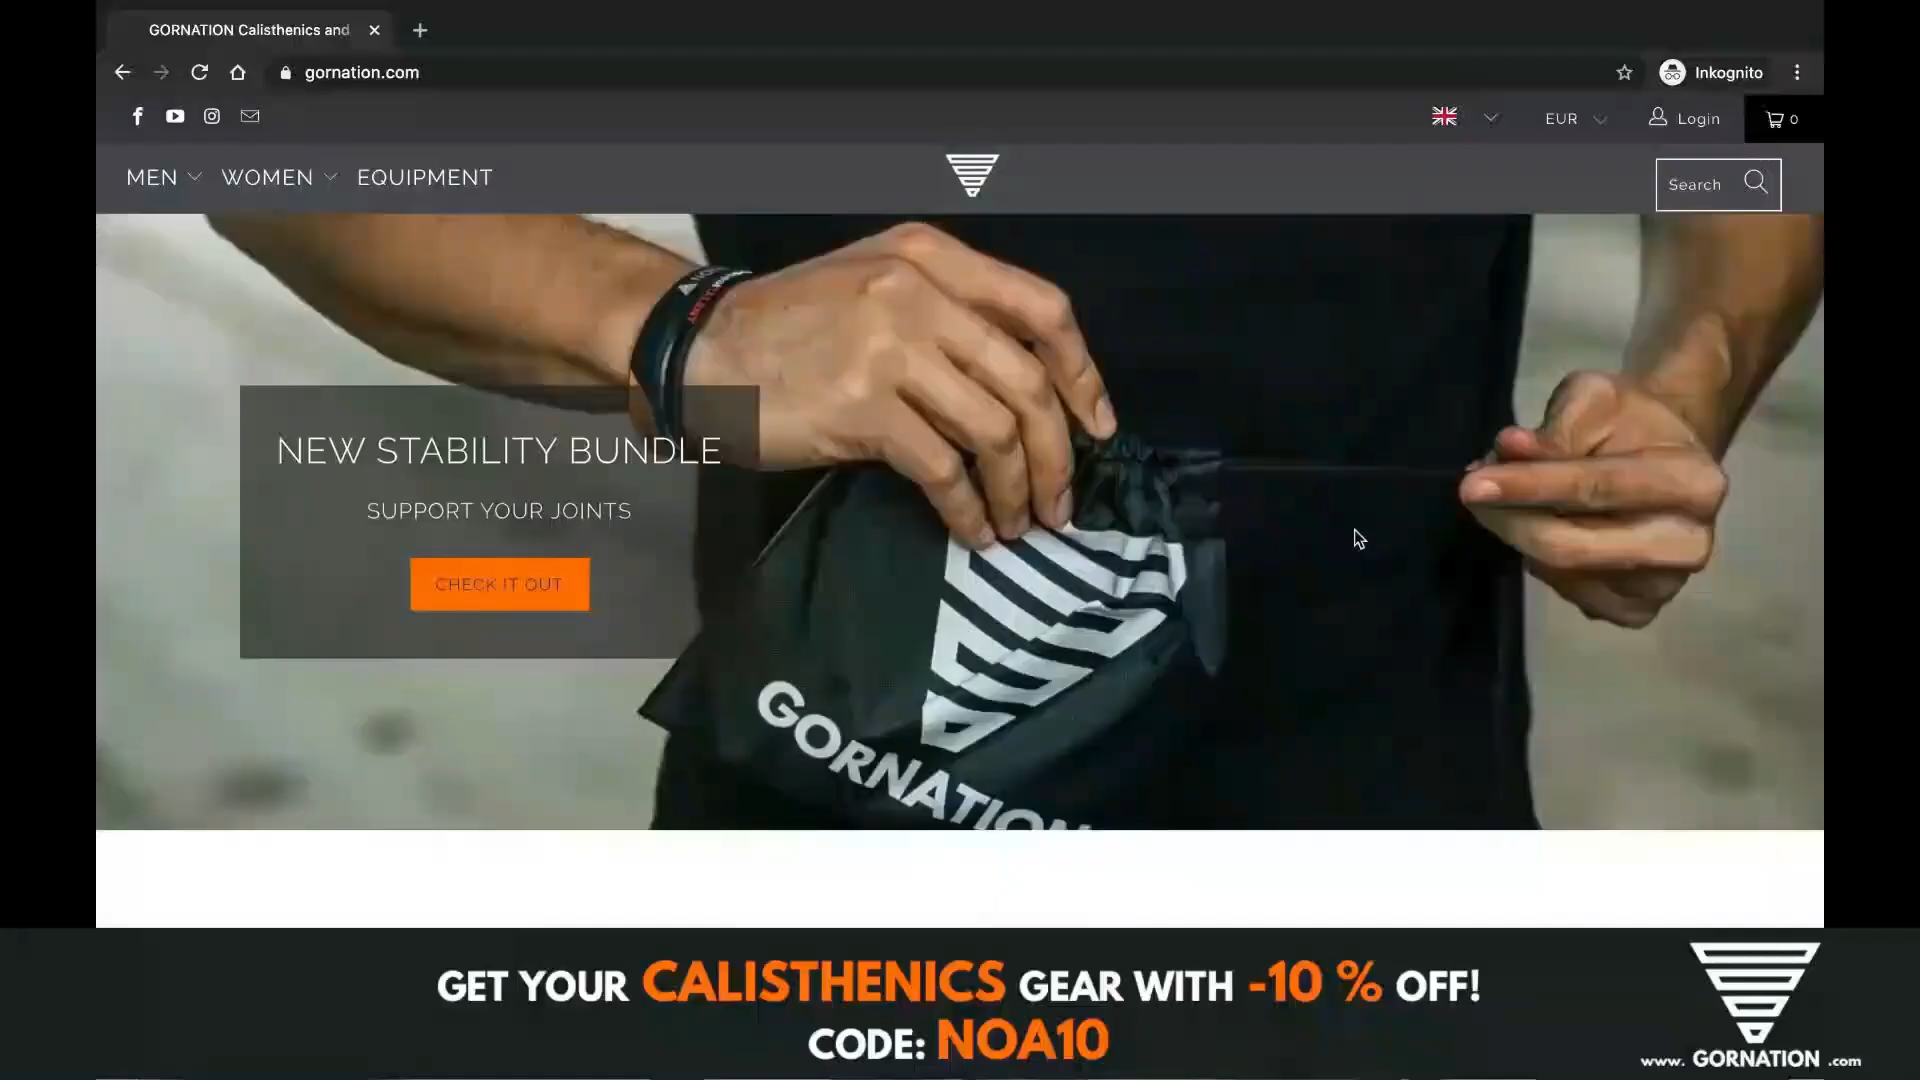 GORNATION Calisthenics and
gornation.com
Inkognito
EUR
Login
0
MEN
WOMEN
EQUIPMENT
Search
NEW STABILITY BUNDLE
SUPPORT YOUR JOINTS
CHECK IT OUT
GORNATION
GET YOUR CALISTHENICS GEAR WITH -10 % OFF!
CODE: NOA10
www. GORNATION .com